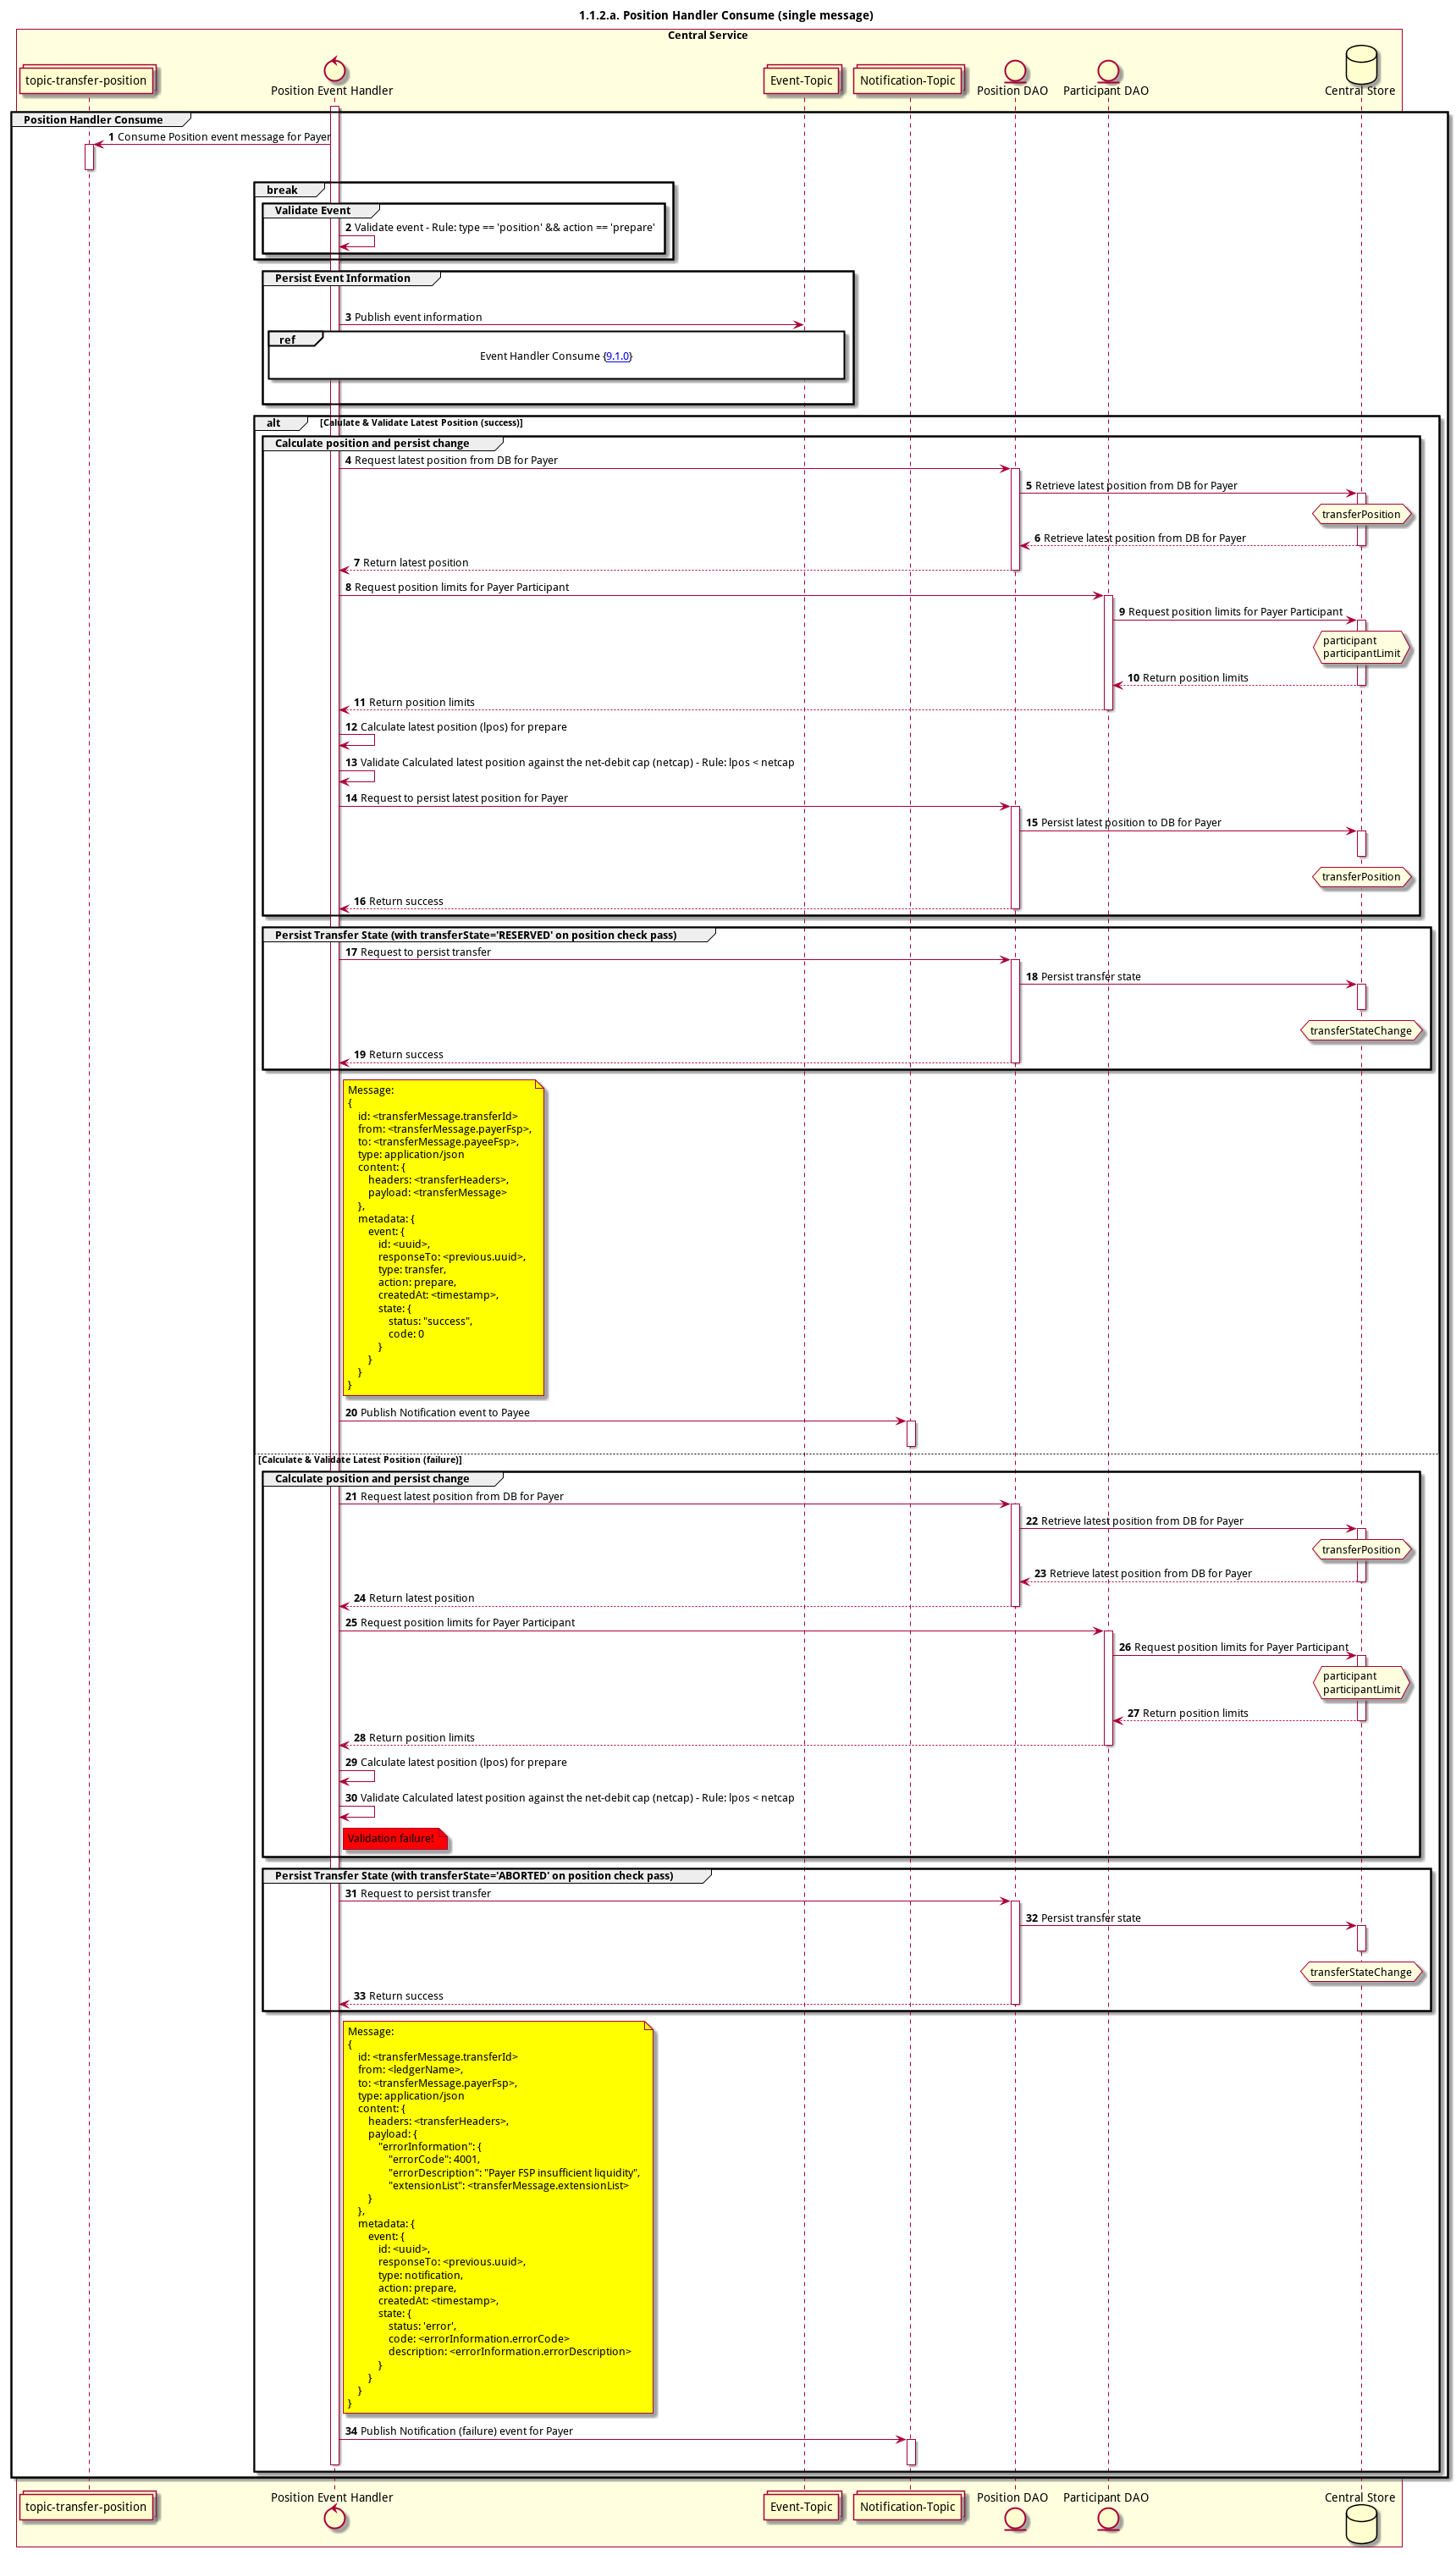 1.1.2.a. Position Handler Consume (single message)
Central Service
topic-transfer-position
Position Event Handler
Event-Topic
Notification-Topic
Position DAO
Participant DAO
Central Store
Position Handler Consume
1 Consume Position event message for Payer
break
Validate Event
2 Validate event - Rule: type == 'position' && action == 'prepare'
Persist Event Information
3 Publish event information
ref
Event Handler Consume {9.1.0}
alt [Calulate & Validate Latest Position (success)]
Calculate position and persist change
4 Request latest position from DB for Payer
5 Retrieve latest position from DB for Payer
transferPosition
6 Retrieve latest position from DB for Payer
7 Return latest position
8 Request position limits for Payer Participant
9 Request position limits for Payer Participant
participant
participantLimit
10 Return position limits
11 Return position limits
12 Calculate latest position (lpos) for prepare
13 Validate Calculated latest position against the net-debit cap (netcap) - Rule: lpos < netcap
14 Request to persist latest position for Payer
15 Persist latest position to DB for Payer
transferPosition
16 Return success
Persist Transfer State (with transferState='RESERVED' on position check pass)
17 Request to persist transfer
18 Persist transfer state
transferStateChange
19 Return success
Message:
{
id: <transferMessage.transferId>
from: <transferMessage.payerFsp>,
to: <transferMessage.payeeFsp>,
type: application/json
content: {
headers: <transferHeaders>,
payload: <transferMessage>
},
metadata: {
event: {
id: <uuid>,
responseTo: <previous.uuid>,
type: transfer,
action: prepare,
createdAt: <timestamp>,
state: {
status: "success",
code: 0
}
}
}
}
20 Publish Notification event to Payee
[Calculate & Validate Latest Position (failure)]
Calculate position and persist change
21 Request latest position from DB for Payer
22 Retrieve latest position from DB for Payer
transferPosition
23 Retrieve latest position from DB for Payer
24 Return latest position
25 Request position limits for Payer Participant
26 Request position limits for Payer Participant
participant
participantLimit
27 Return position limits
28 Return position limits
29 Calculate latest position (lpos) for prepare
30 Validate Calculated latest position against the net-debit cap (netcap) - Rule: lpos < netcap
Validation failure!
Persist Transfer State (with transferState='ABORTED' on position check pass)
31 Request to persist transfer
32 Persist transfer state
transferStateChange
33 Return success
Message:
{
id: <transferMessage.transferId>
from: <ledgerName>,
to: <transferMessage.payerFsp>,
type: application/json
content: {
headers: <transferHeaders>,
payload: {
"errorInformation": {
"errorCode": 4001,
"errorDescription": "Payer FSP insufficient liquidity",
"extensionList": <transferMessage.extensionList>
}
},
metadata: {
event: {
id: <uuid>,
responseTo: <previous.uuid>,
type: notification,
action: prepare,
createdAt: <timestamp>,
state: {
status: 'error',
code: <errorInformation.errorCode>
description: <errorInformation.errorDescription>
}
}
}
}
34 Publish Notification (failure) event for Payer
topic-transfer-position
Position Event Handler
Event-Topic
Notification-Topic
Position DAO
Participant DAO
Central Store